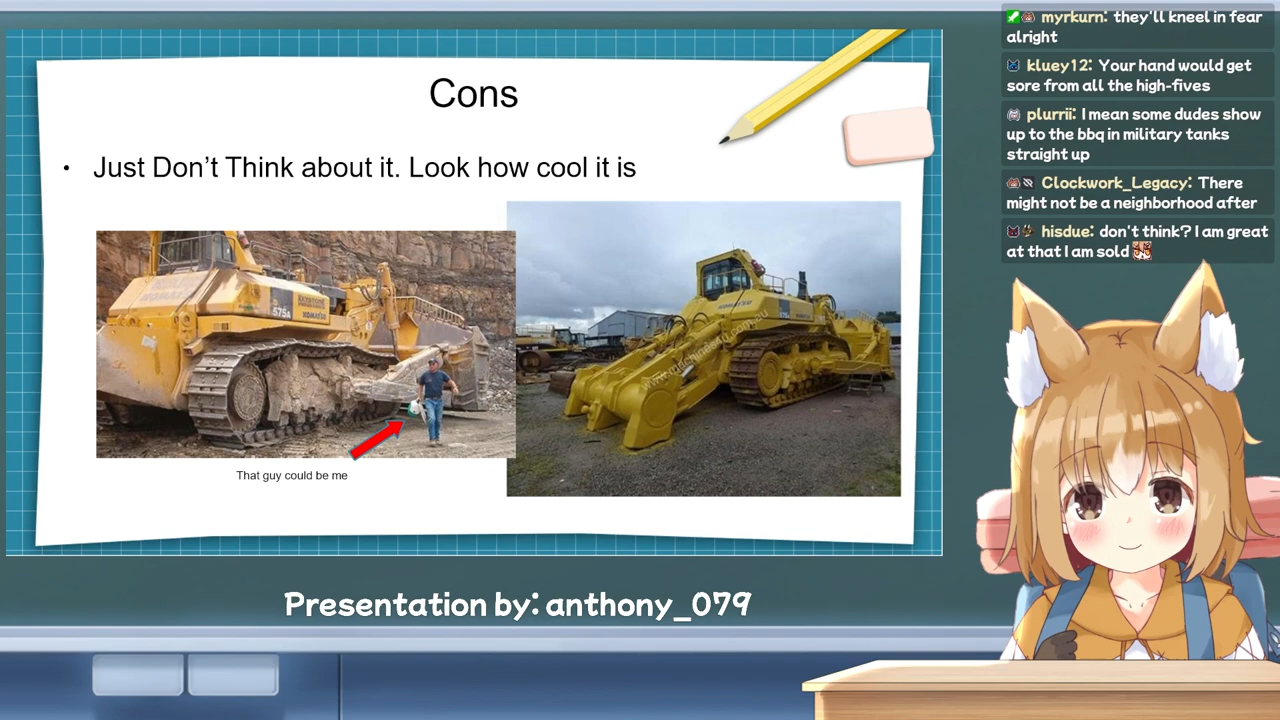 Cons
• Just Don't Think about it. Look how cool it is
575A
KOMATSU
That guy could be me
Presentation by: anthony_079
myrkurn: they'll kneel in fear
alright
kluey12: Your hand would get
sore from all the high-fives
plurrii: I mean some dudes show
up to the bbq in military tanks
straight up
Clockwork_Legacy: There
might not be a neighborhood after
hisdue: don't think? I am great
at that I am sold